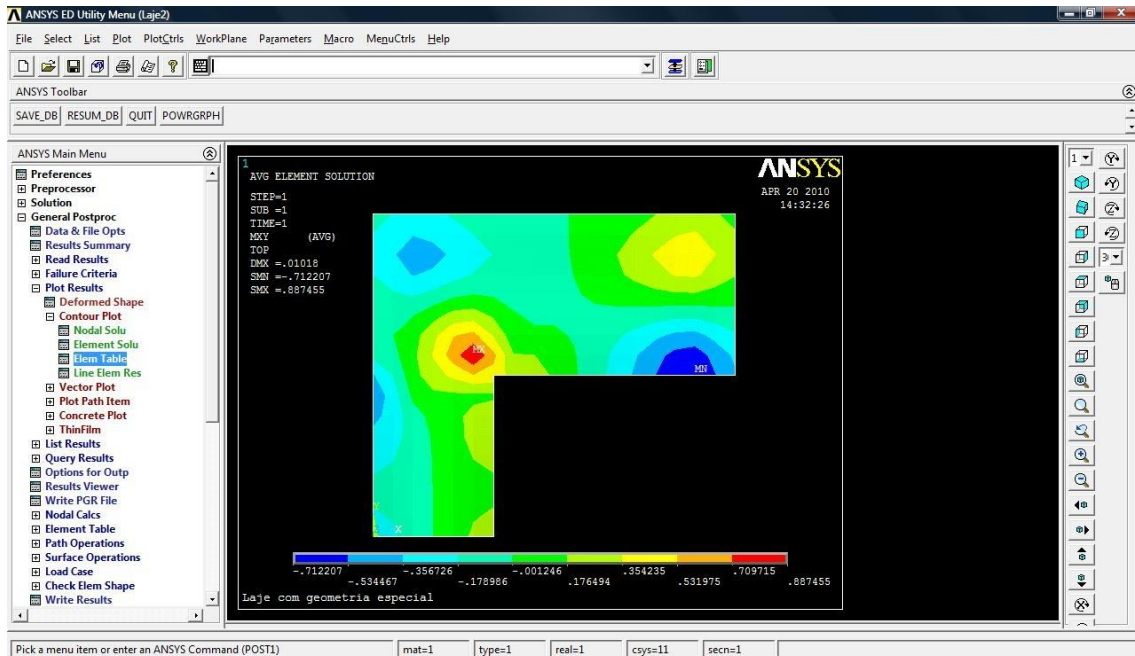 ANSYS ED Utility Menu (Laje2)
File Select List Plot PlotCtrls WorkPlane Parameters Macro MenuCtrls Help
ANSYS Toolbar
SAVE_DB RESUM_DB QUIT POWRGRPH
ANSYS Main Menu
Preferences
Preprocessor
Solution
General Postproc
Data & File Opts
Results Summary
Read Results
Failure Criteria
Plot Results
Deformed Shape
Contour Plot
Nodal Solu
Element Solu
Elem Table
Line Elem Res
Vector Plot
Plot Path Item
Concrete Plot
ThinFilm
List Results
Query Results
Options for Outp
Results Viewer
Write PGR File
Nodal Calcs
Element Table
Path Operations
Surface Operations
Load Case
Check Elem Shape
Write Results
1
AVG ELEMENT SOLUTION
STEP=1
SUB =1
TIME=1
MXY (AVG)
TOP
DMX =.01018
SMN =-.712207
SMX =.887455
ANSYS
APR 20 2010
14:32:26
MX
MN
Y
X
-.712207 -.356726 -.001246 .354235 .709715
-.534467 -.178986 .176494 .531975 .887455
Laje com geometria especial
1
3
Pick a menu item or enter an ANSYS Command (POST1) mat=1 type=1 real=1 csys=11 secn=1